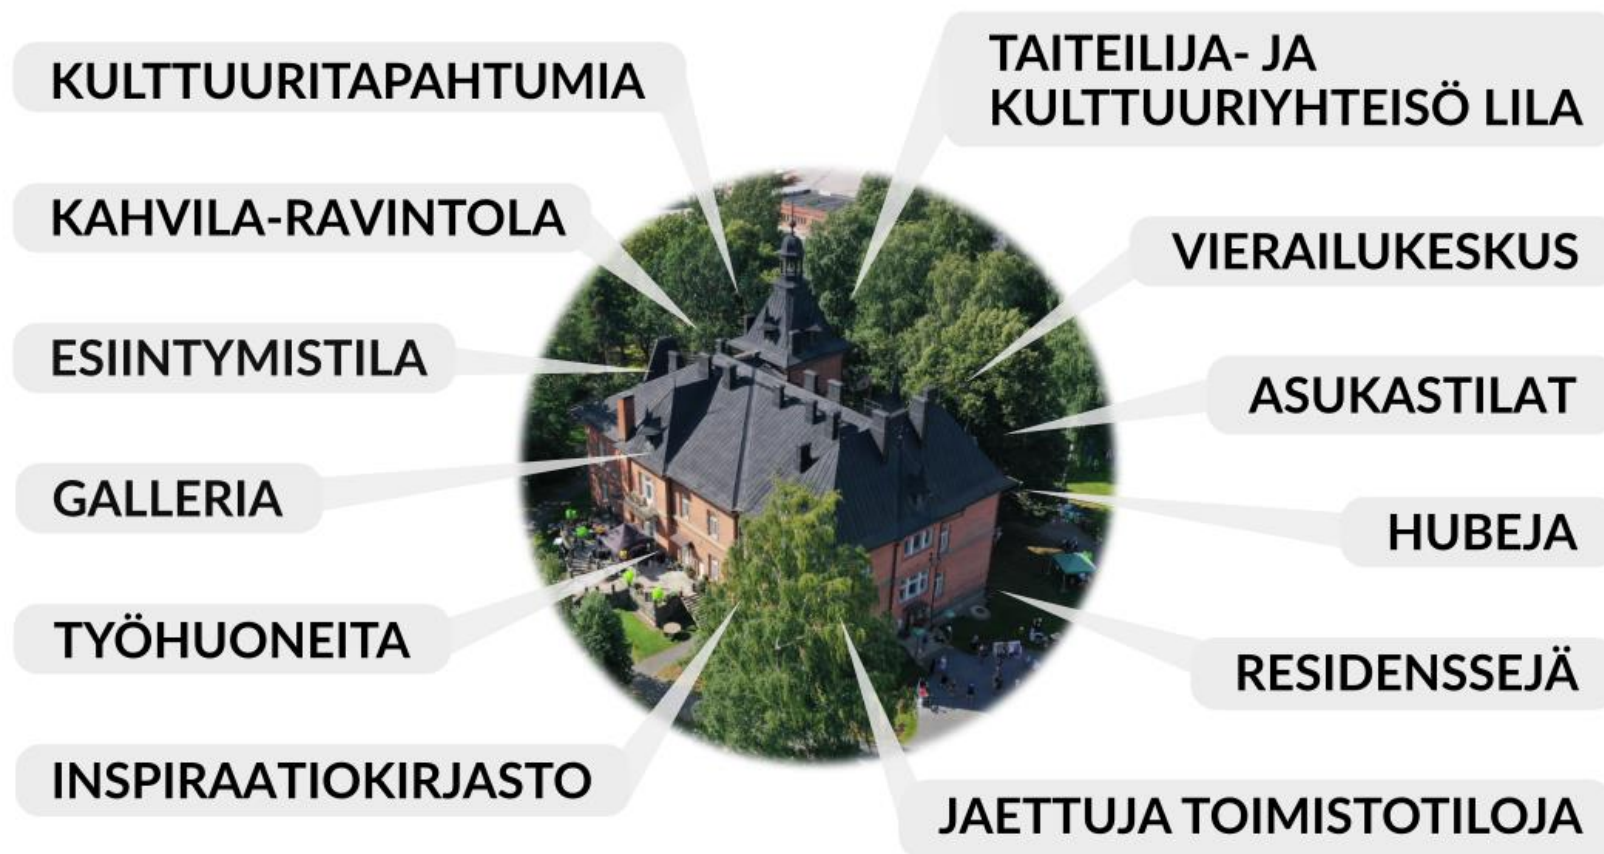 KULTTUURITAPAHTUMIA
KAHVILA-RAVINTOLA
ESIINTYMISTILA
GALLERIA
TYÖHUONEITA
INSPIRAATIOKIRJASTO
TAITEILIJA- JA
KULTTUURIYHTEISÖ LILA
VIERAILUKESKUS
ASUKASTILAT
HUBEJA
RESIDENSSEJÄ
JAETTUJA TOIMISTOTILOJA